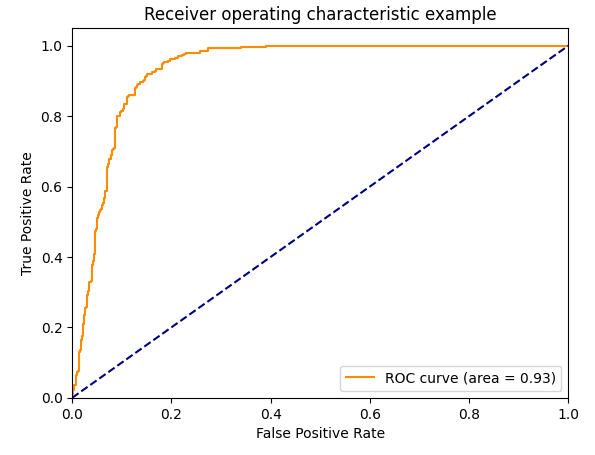 Receiver operating characteristic example
True Positive Rate
1.0
0.8
0.6
0.4
0.2
0.0
ROC curve (area = 0.93)
0.0 0.2 0.4 0.6 0.8 1.0
False Positive Rate